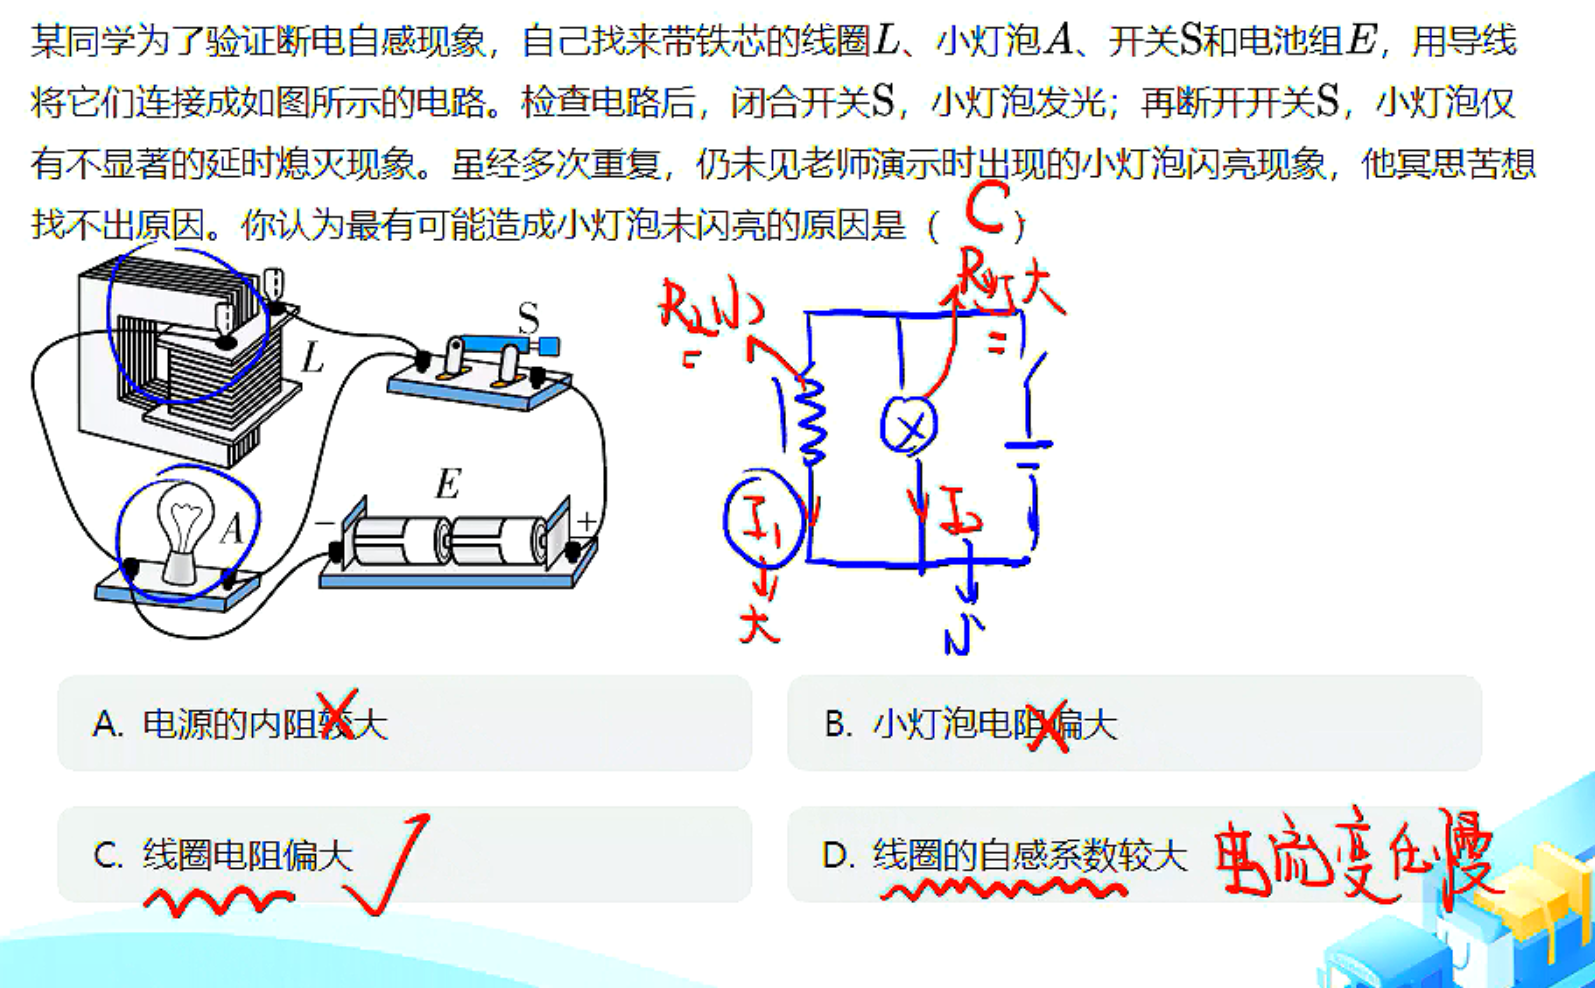 某同学为了验证断电自感现象，自己找来带铁芯的线圈L、小灯泡A、开关S和电池组E，用导线
将它们连接成如图所示的电路。检查电路后，闭合开关S，小灯泡发光；再断开开关S，小灯泡仅
有不显著的延时熄灭现象。虽经多次重复，仍未见老师演示时出现的小灯泡闪亮现象，他冥思苦想
找不出原因。你认为最有可能造成小灯泡未闪亮的原因是（ C ）
R灯大
R小
S
L
E
A
− +
I₁
I₂
大
小
A. 电源的内阻较大
B. 小灯泡电阻偏大
C. 线圈电阻偏大
D. 线圈的自感系数较大 电流变化慢